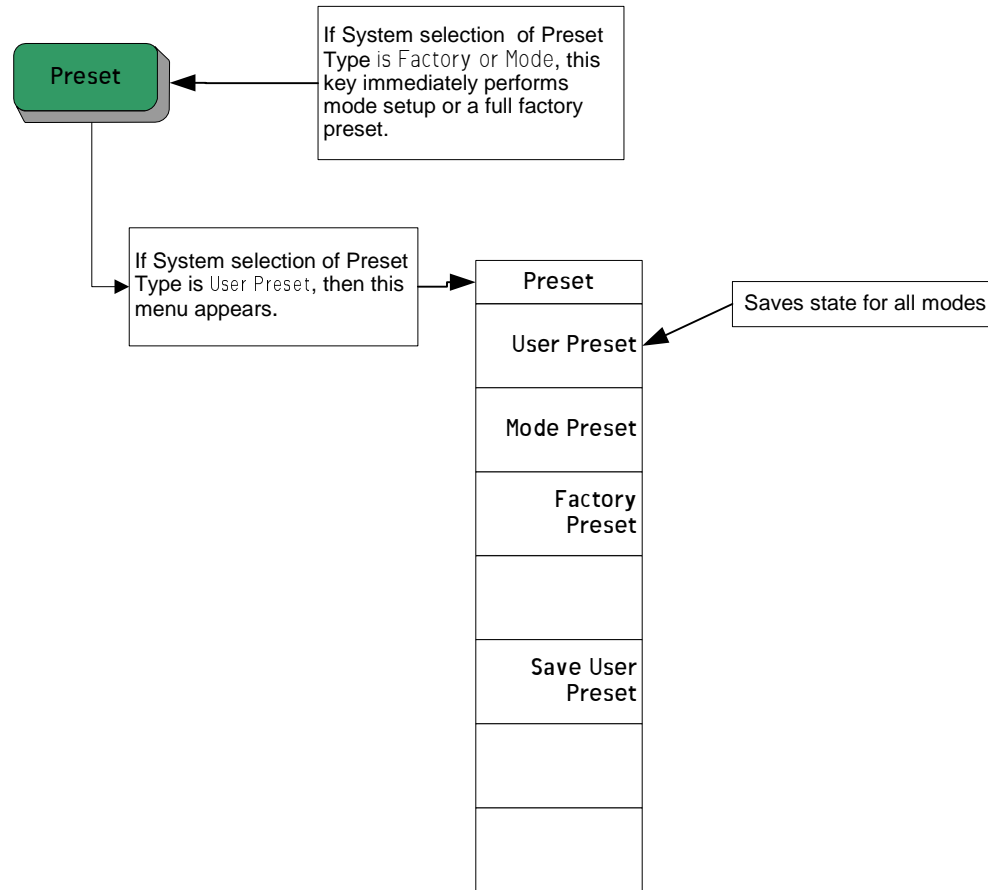 If System selection  of Preset
Type is Factory or Mode, this
key immediately performs
mode setup or a full factory
preset.
Preset
If System selection of Preset
Type is User Preset, then this
menu appears.
Preset
User Preset
Saves state for all modes
Mode Preset
Factory
Preset
Save User
Preset